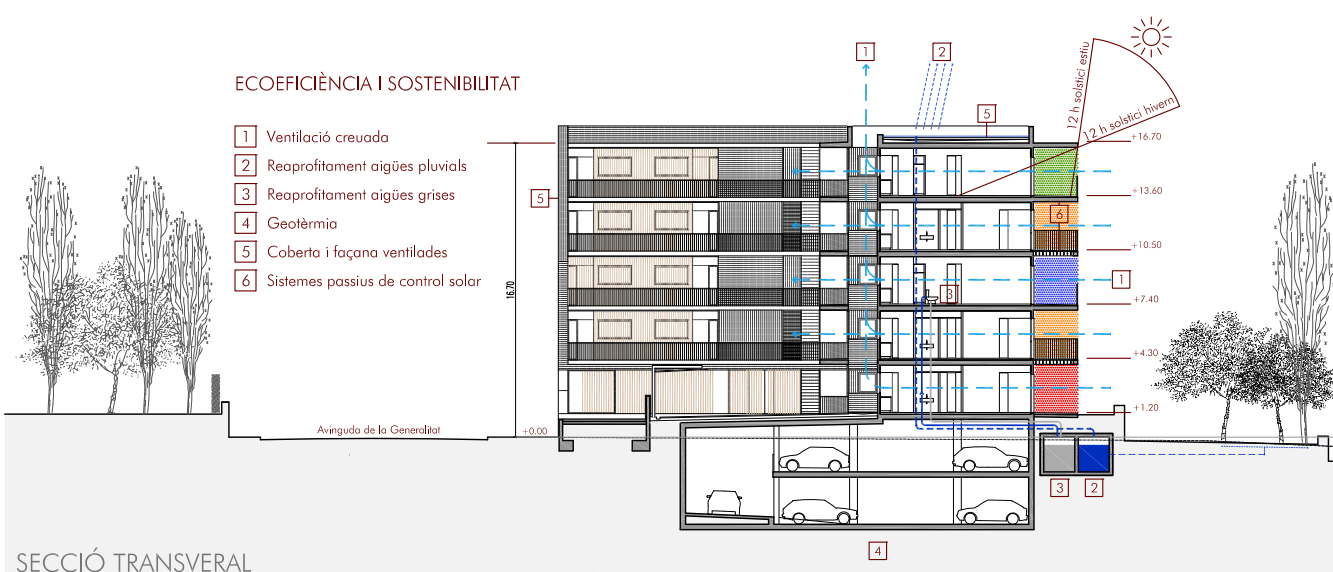 ECOEFICIÈNCIA I SOSTENIBILITAT
1 Ventilació creuada
2 Reaprofitament aigües pluvials
3 Reaprofitament aigües grises
4 Geotèrmia
5 Coberta i façana ventilades
6 Sistemes passius de control solar
1
2
5
12 h solstici estiu
12 h solstici hivern
+16.70
+13.60
5
6
+10.50
16.70
3
1
+7.40
+4.30
+1.20
Avinguda de la Generalitat
+0.00
3
2
4
SECCIÓ TRANSVERAL